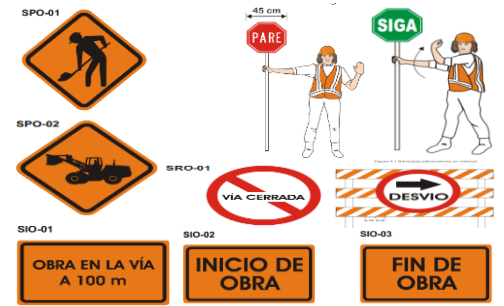 SPO-01
45 cm
PARE
SIGA
SPO-02
SRO-01
VÍA CERRADA
DESVIO
SIO-01
OBRA EN LA VÍA
A 100 m
SIO-02
INICIO DE
OBRA
SIO-03
FIN DE
OBRA